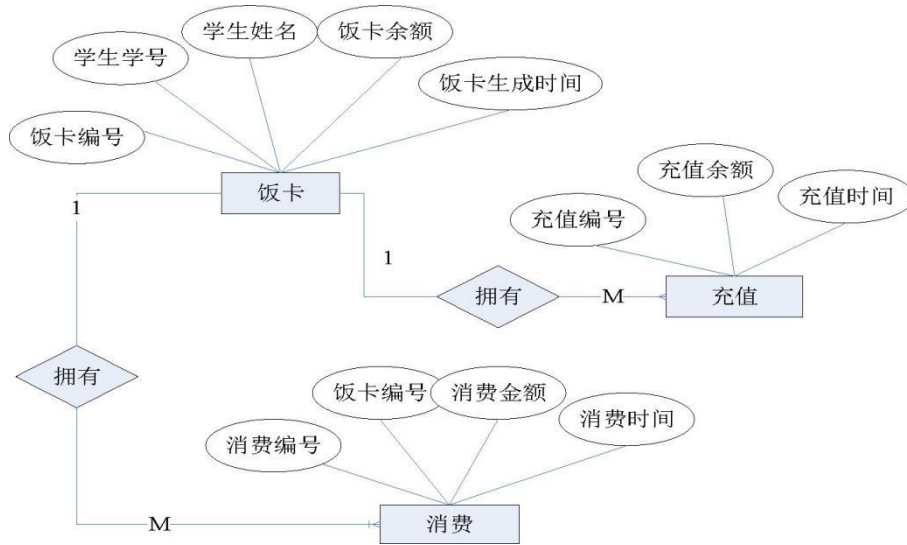 学生姓名
饭卡余额
学生学号
饭卡生成时间
饭卡编号
饭卡
充值余额
充值时间
充值编号
1
1
拥有
M
充值
拥有
饭卡编号
消费金额
消费时间
消费编号
M
消费